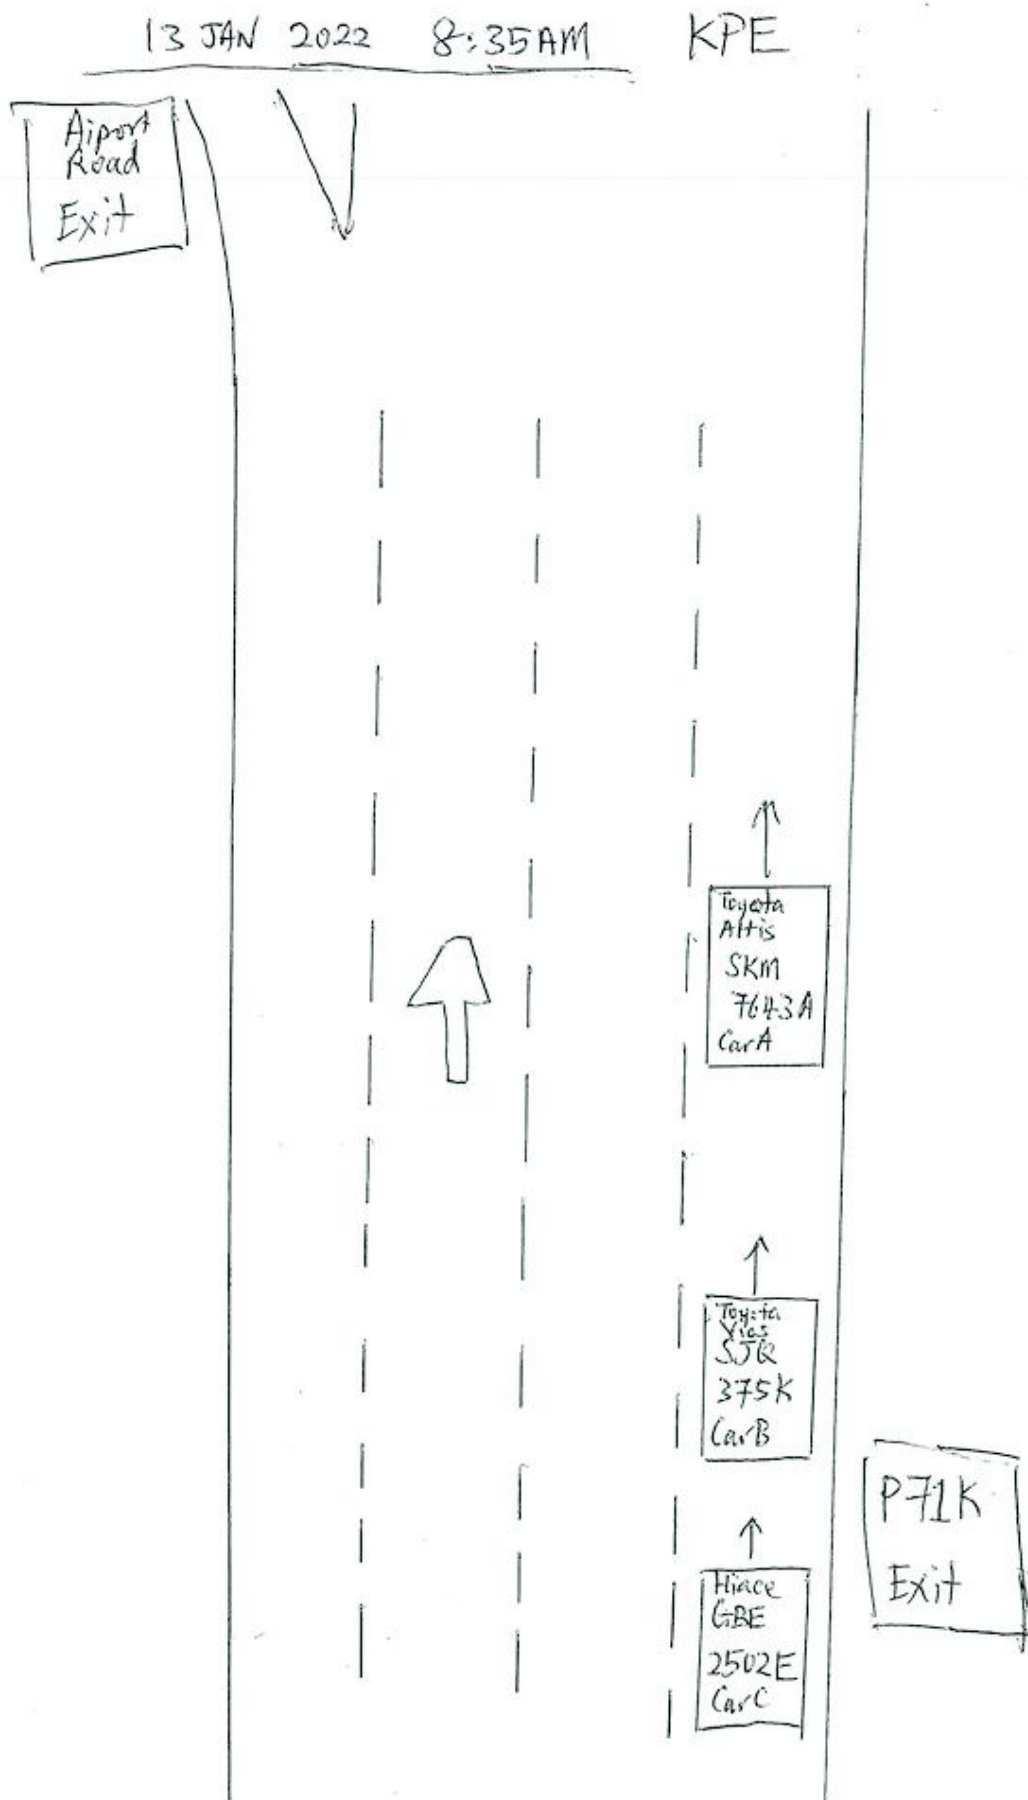 13 JAN 2022 8:35AM KPE
Aiport
Road
Exit
Toyota
Altis
SKM
7643A
CarA
Toyota
Vios
SJQ
375K
CarB
P71K
Exit
Hiace
GBE
2502E
CarC